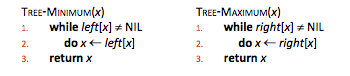 TREE-MINIMUM(x)
1. while left[x] ≠ NIL
2. do x ← left[x]
3. return x
TREE-MAXIMUM(x)
1. while right[x] ≠ NIL
2. do x ← right[x]
3. return x